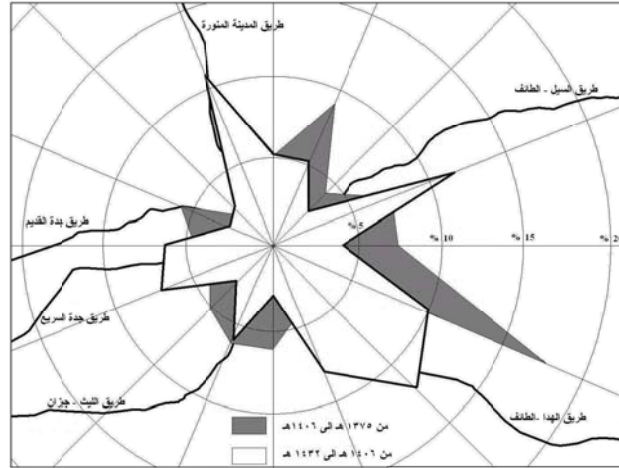 طريق المدينة المنورة
طريق السيل - الطائف
طريق جدة القديم
% 5
% 10
% 15
% 20
طريق جدة السريع
طريق الليث - جزان
طريق الهدا - الطائف
من ١٣٧٥ هـ الى ١٤٠٦ هـ
من ١٤٠٦ هـ الى ١٤٣٢ هـ